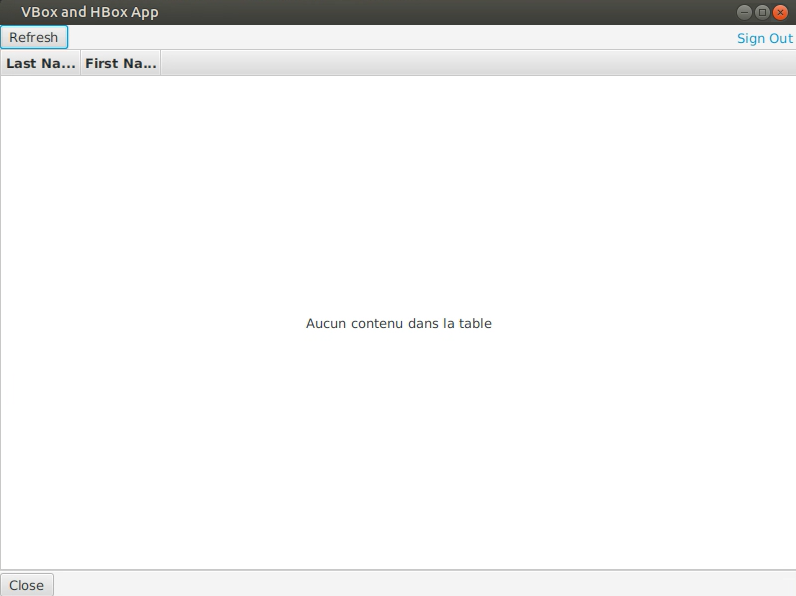 VBox and HBox App
Refresh
Sign Out
Last Na...
First Na...
Aucun contenu dans la table
Close